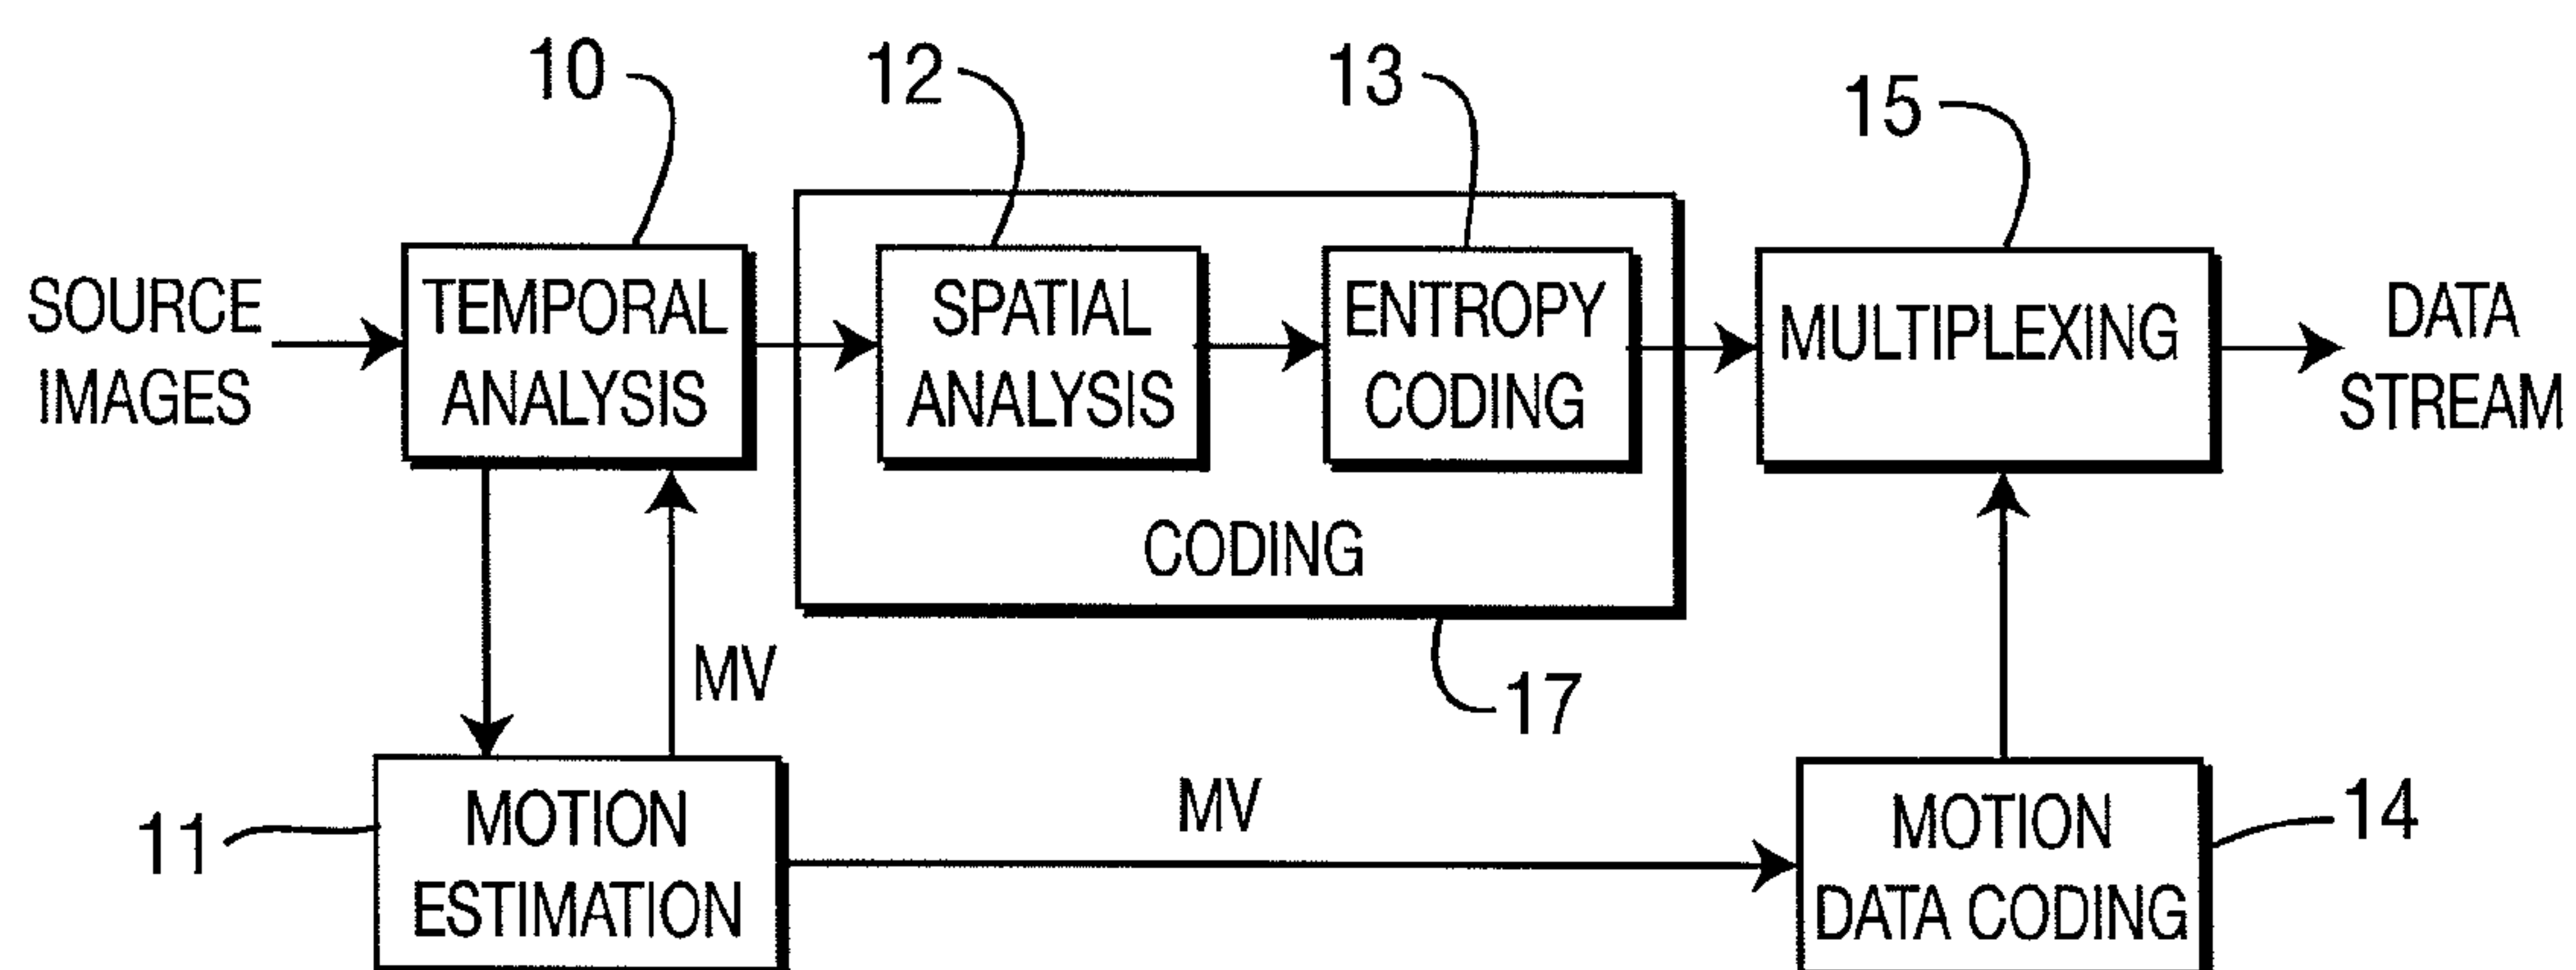 10
12
13
15
SOURCE
IMAGES
TEMPORAL
ANALYSIS
SPATIAL
ANALYSIS
ENTROPY
CODING
MULTIPLEXING
DATA
STREAM
CODING
MV
17
11
MOTION
ESTIMATION
MV
MOTION
DATA CODING
14